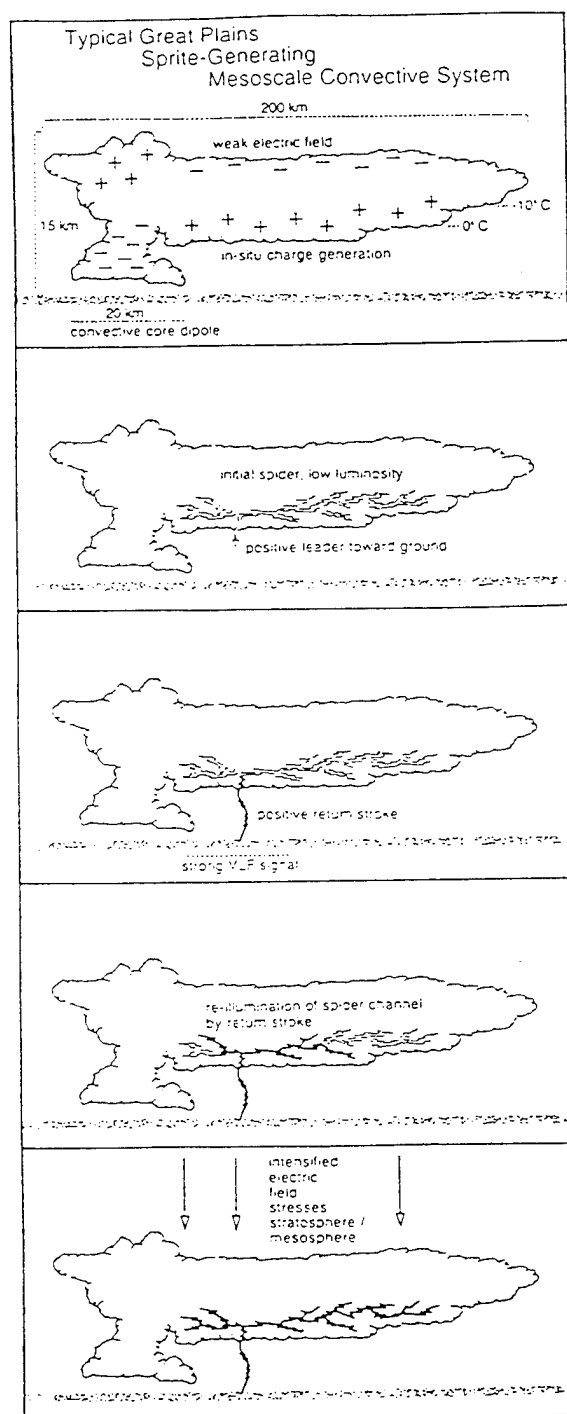 Typical Great Plains
Sprite-Generating
Mesoscale Convective System
200 km
weak electric field
+ + − − − − − −
+ +
15 km
+ + + + + + + +
10° C
0° C
in-situ charge generation
20 km
convective core dipole
initial spider, low luminosity
positive leader toward ground
positive return stroke
strong VLF signal
re-illumination of spider channel
by return stroke
intensified
electric
field
stresses
stratosphere /
mesosphere